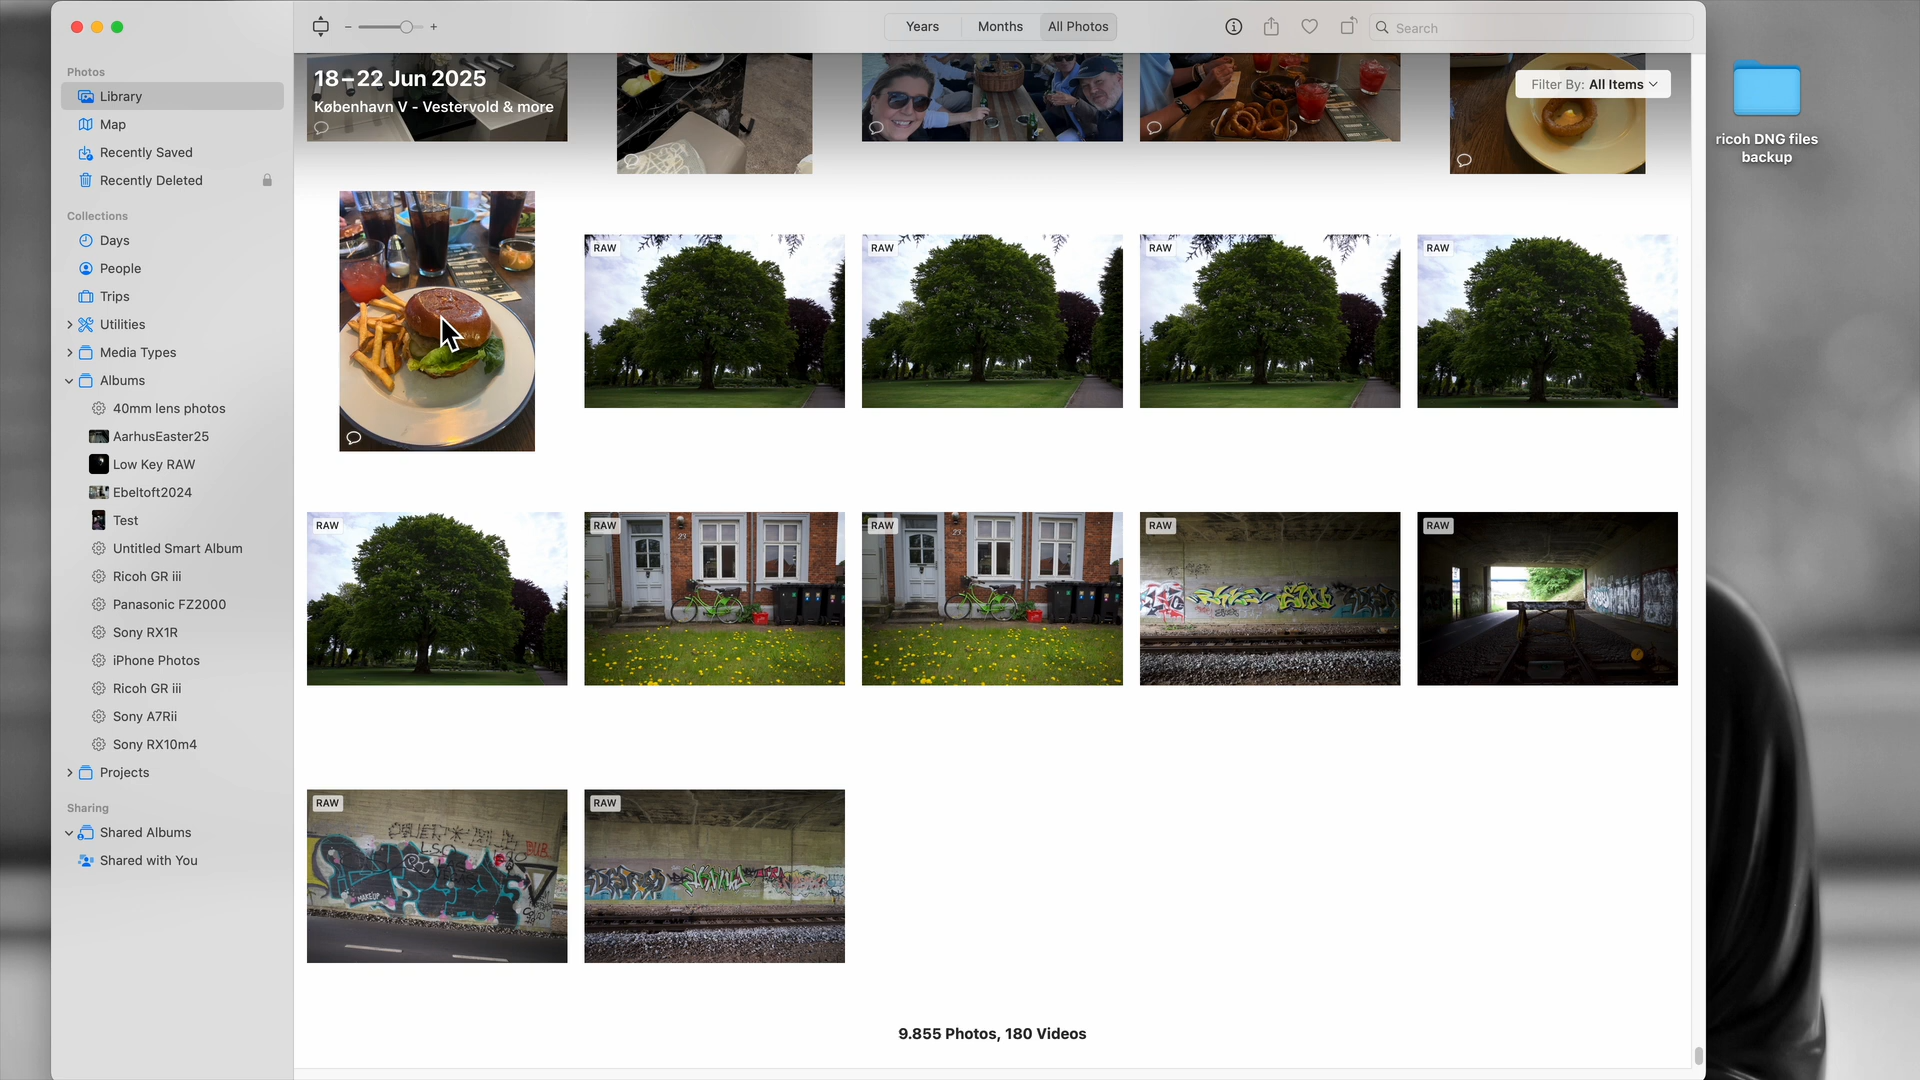 Years
Months
All Photos
Search
Photos
Library
Map
Recently Saved
Recently Deleted
Collections
Days
People
Trips
Utilities
Media Types
Albums
40mm lens photos
AarhusEaster25
Low Key RAW
Ebeltoft2024
Test
Untitled Smart Album
Ricoh GR iii
Panasonic FZ2000
Sony RX1R
iPhone Photos
Ricoh GR iii
Sony A7Rii
Sony RX10m4
Projects
Sharing
Shared Albums
Shared with You
18–22 Jun 2025
København V - Vestervold & more
Filter By: All Items
RAW
RAW
RAW
RAW
RAW
RAW
23
RAW
23
RAW
RAW
RAW
MAKEUP
RAW
9.855 Photos, 180 Videos
ricoh DNG files
backup